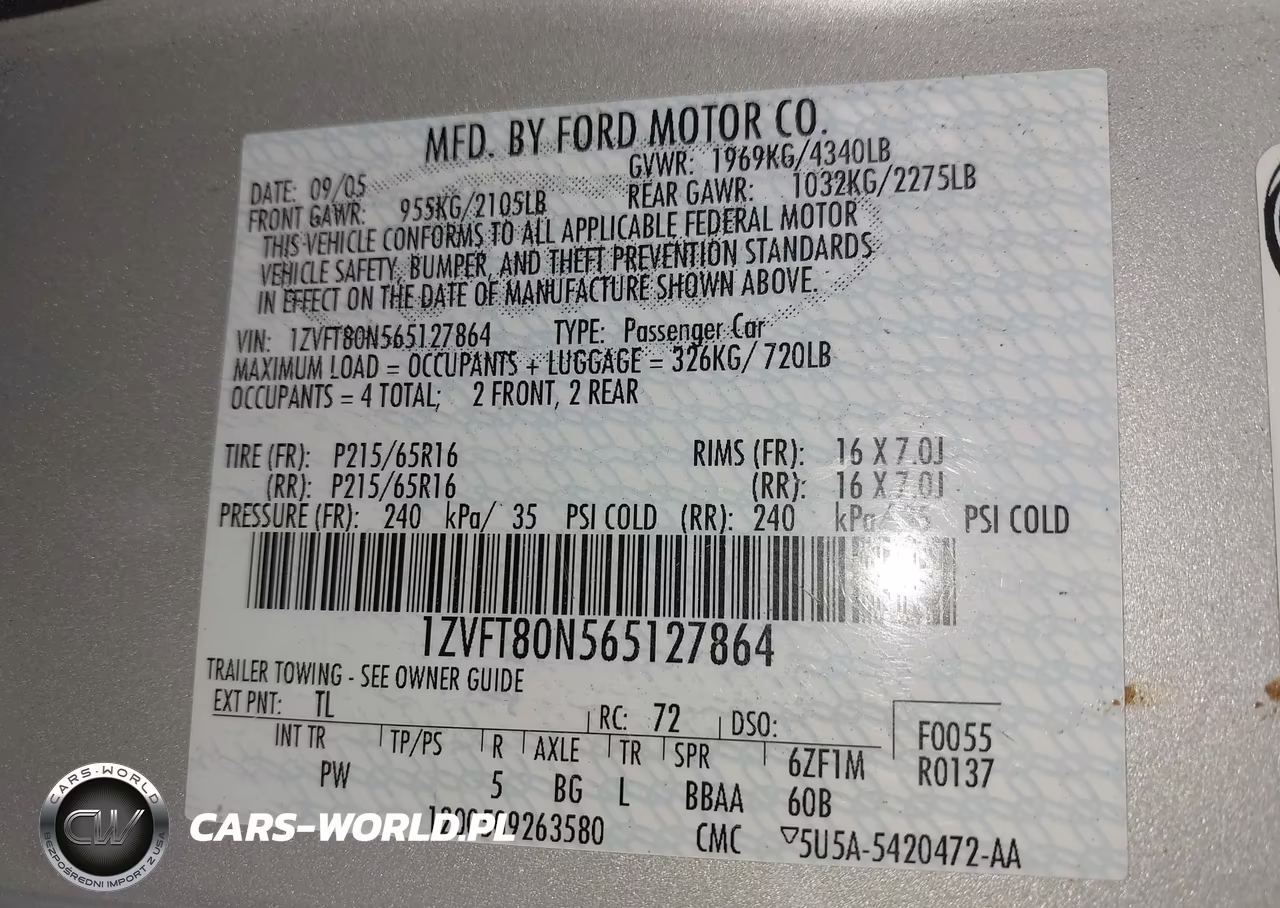 MFD. BY FORD MOTOR CO.
DATE: 09/05 GVWR: 1969KG/4340LB
FRONT GAWR: 955KG/2105LB REAR GAWR: 1032KG/2275LB
THIS VEHICLE CONFORMS TO ALL APPLICABLE FEDERAL MOTOR
VEHICLE SAFETY, BUMPER, AND THEFT PREVENTION STANDARDS
IN EFFECT ON THE DATE OF MANUFACTURE SHOWN ABOVE.
VIN: 1ZVFT80N565127864 TYPE: Passenger Car
MAXIMUM LOAD = OCCUPANTS + LUGGAGE = 326KG/ 720LB
OCCUPANTS = 4 TOTAL; 2 FRONT, 2 REAR
TIRE (FR): P215/65R16 RIMS (FR): 16 X 7.0J
(RR): P215/65R16 (RR): 16 X 7.0J
PRESSURE (FR): 240 kPa/ 35 PSI COLD (RR): 240 kPa/ 35 PSI COLD
1ZVFT80N565127864
TRAILER TOWING - SEE OWNER GUIDE
EXT PNT: TL RC: 72 DSO:
INT TR TP/PS R AXLE TR SPR 6ZF1M F0055
PW 5 BG L BBAA 60B R0137
CMC ▽5U5A-5420472-AA
CARS-WORLD
CW
BEZPOŚREDNI IMPORT Z USA
CARS-WORLD.PL